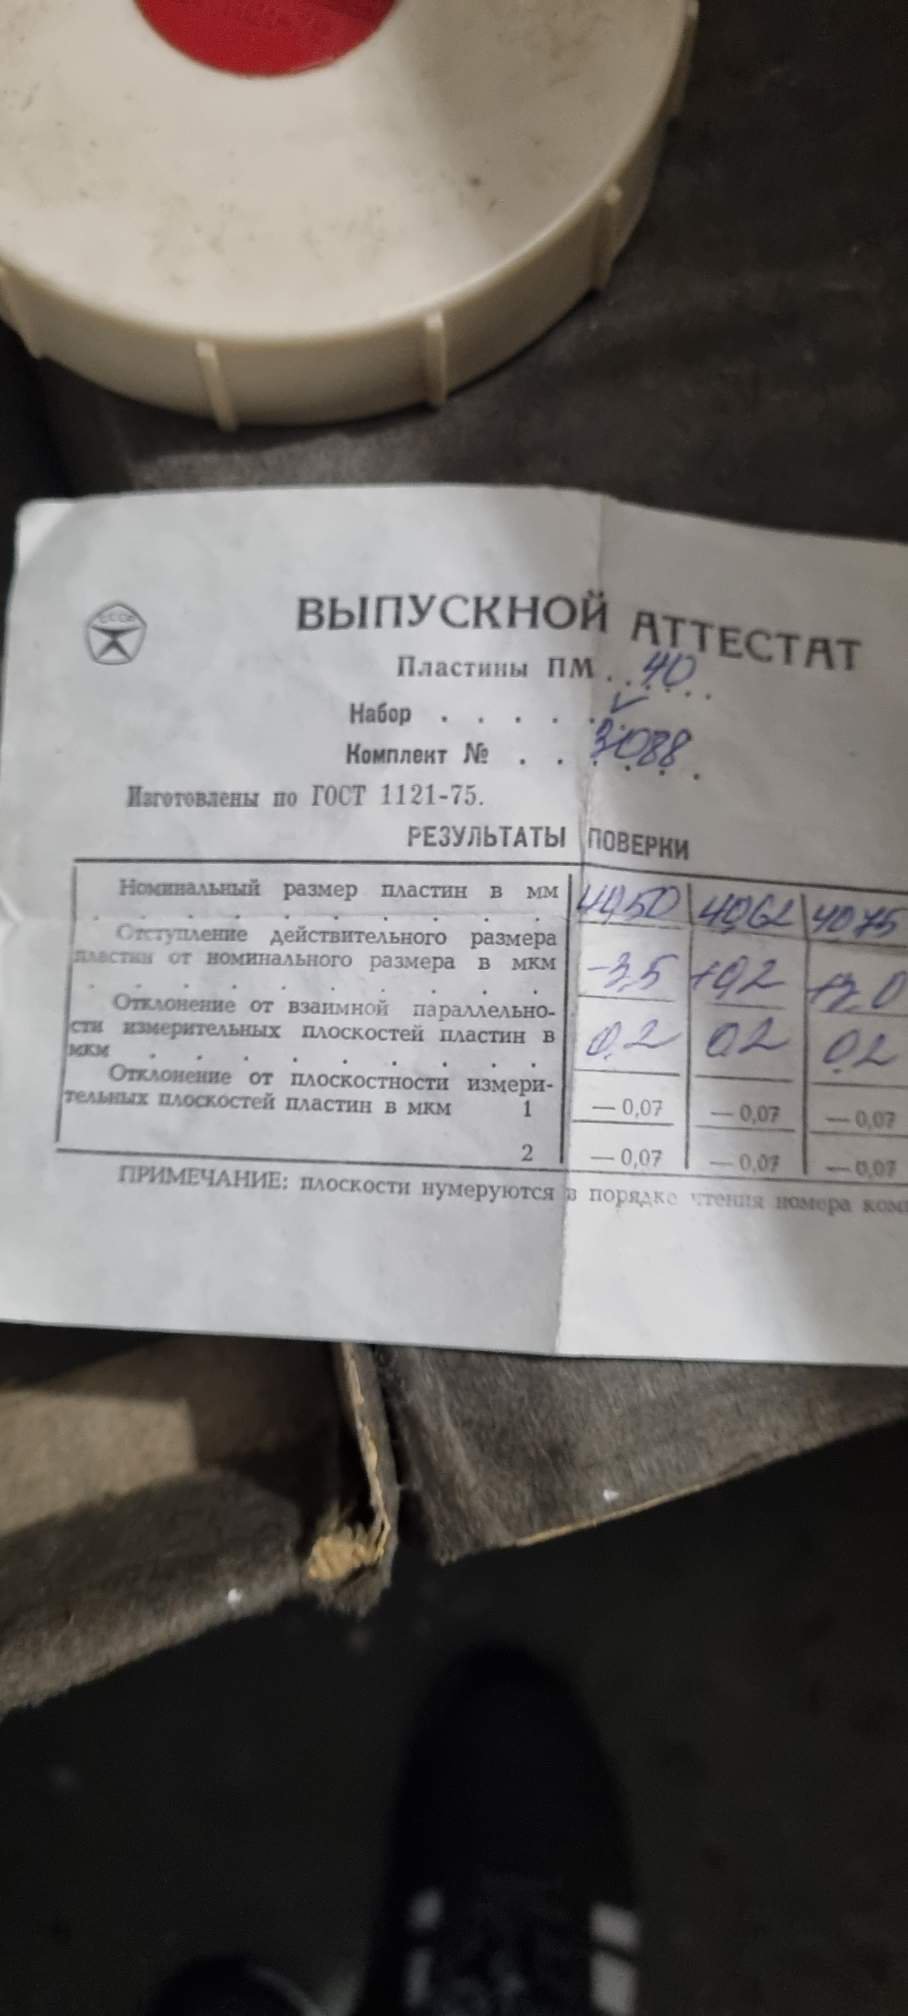 СССР
ВЫПУСКНОЙ АТТЕСТАТ
Пластины ПМ . . 40 . .
Набор . . . . .
Комплект № . . 3088 .
Изготовлены по ГОСТ 1121-75.
РЕЗУЛЬТАТЫ ПОВЕРКИ
Номинальный размер пластин в мм 40,50 40,62 40,75
Отступление действительного размера
пластин от номинального размера в мкм -3,5 +0,2
Отклонение от взаимной параллельно-
сти измерительных плоскостей пластин в
мкм . . . . . . . . 0,2 0,2 0,2
Отклонение от плоскостности измери-
тельных плоскостей пластин в мкм 1 — 0,07 — 0,07 — 0,07
2 — 0,07 — 0,07 — 0,07
ПРИМЕЧАНИЕ: плоскости нумеруются в порядке чтения номера